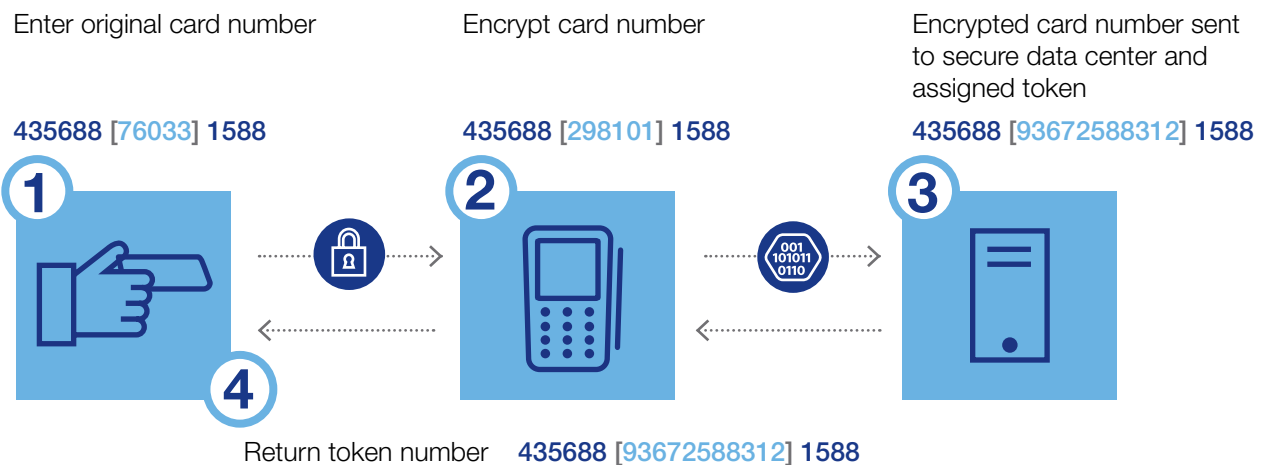 Enter original card number
Encrypt card number
Encrypted card number sent
to secure data center and
assigned token
435688 [76033] 1588
435688 [298101] 1588
435688 [93672588312] 1588
1
2
3
001
101011
0110
4
Return token number 435688 [93672588312] 1588